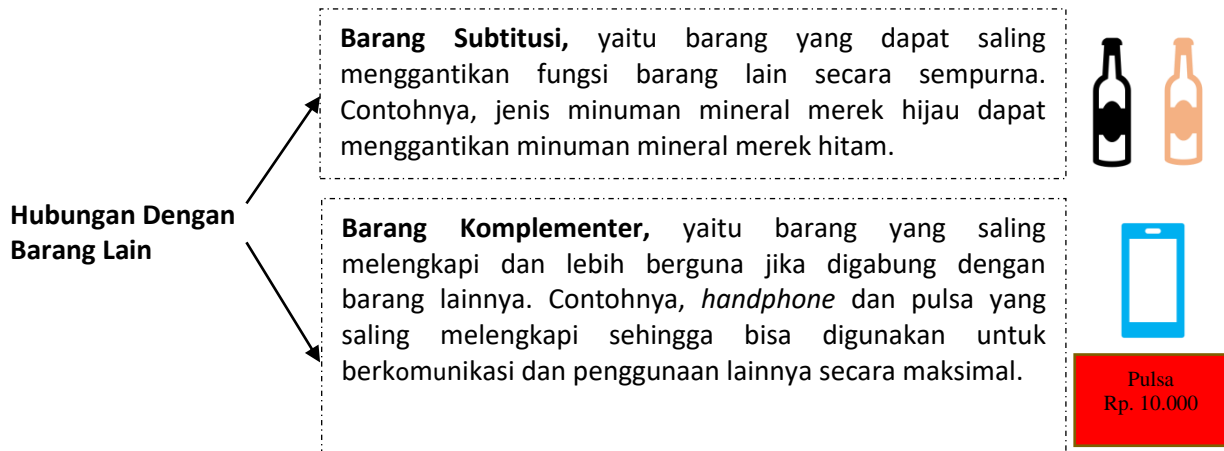 Barang Subtitusi, yaitu barang yang dapat saling
menggantikan fungsi barang lain secara sempurna.
Contohnya, jenis minuman mineral merek hijau dapat
menggantikan minuman mineral merek hitam.
Hubungan Dengan
Barang Lain
Barang Komplementer, yaitu barang yang saling
melengkapi dan lebih berguna jika digabung dengan
barang lainnya. Contohnya, handphone dan pulsa yang
saling melengkapi sehingga bisa digunakan untuk
berkomunikasi dan penggunaan lainnya secara maksimal.
Pulsa
Rp. 10.000